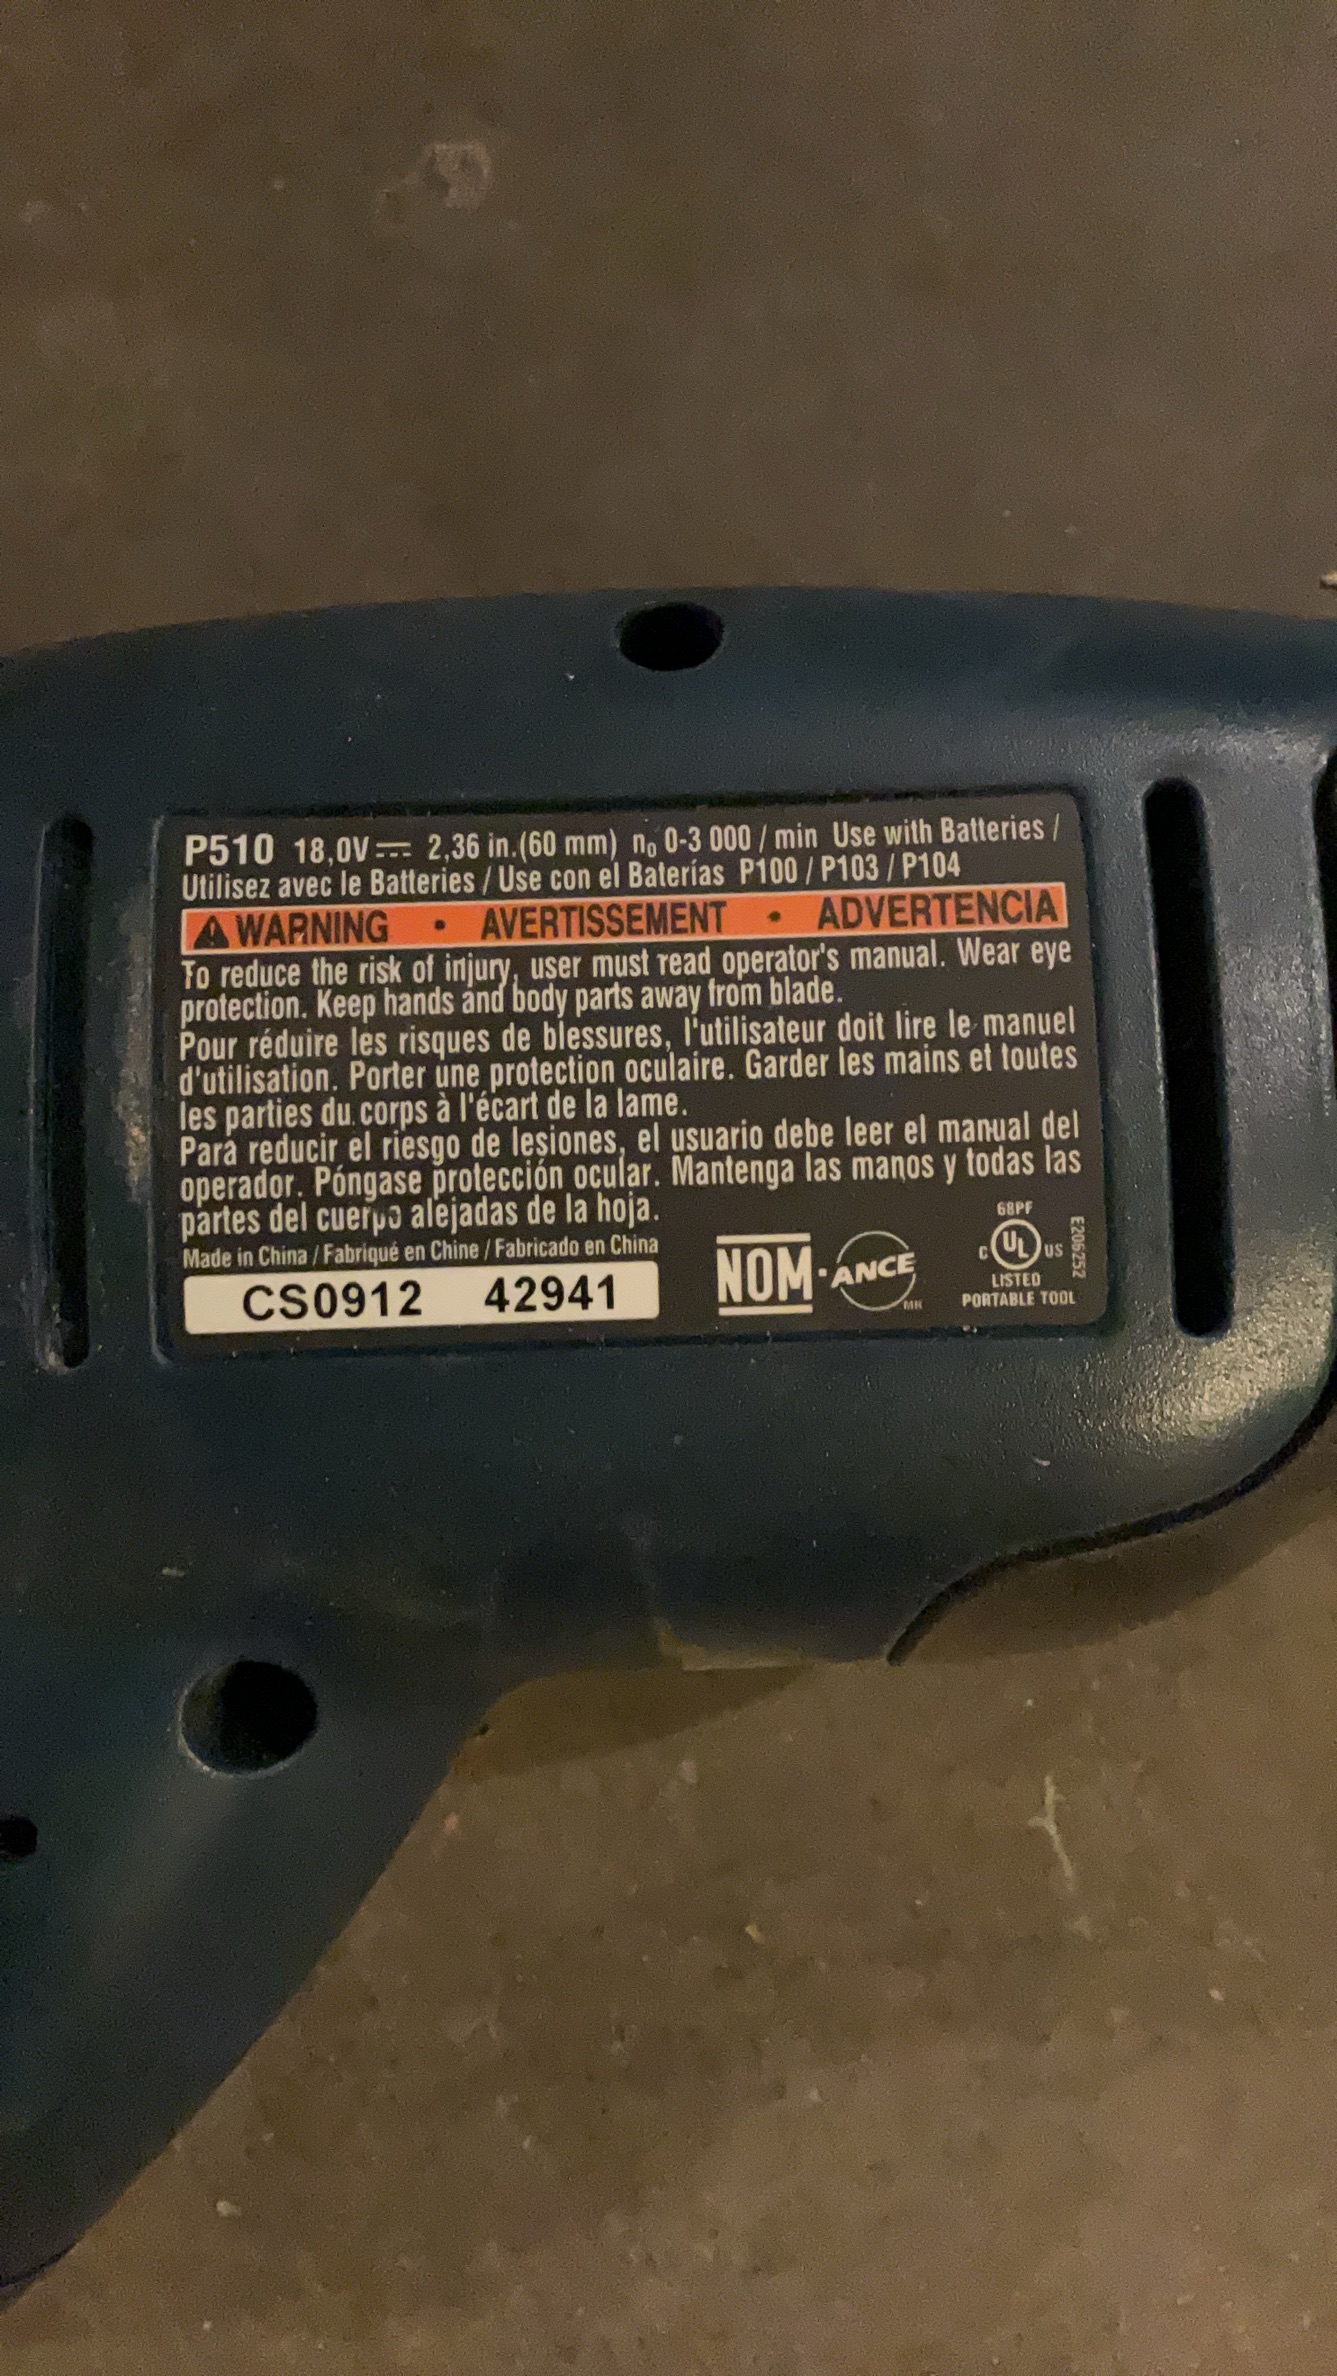 P510 18,0V⎓ 2,36 in.(60 mm) n₀ 0-3 000 / min Use with Batteries /
Utilisez avec le Batteries / Use con el Baterías P100 / P103 / P104
⚠ WARNING • AVERTISSEMENT • ADVERTENCIA
To reduce the risk of injury, user must read operator's manual. Wear eye
protection. Keep hands and body parts away from blade.
Pour réduire les risques de blessures, l'utilisateur doit lire le manuel
d'utilisation. Porter une protection oculaire. Garder les mains et toutes
les parties du corps à l'écart de la lame.
Para reducir el riesgo de lesiones, el usuario debe leer el manual del
operador. Póngase protección ocular. Mantenga las manos y todas las
partes del cuerpo alejadas de la hoja.
Made in China / Fabriqué en Chine / Fabricado en China
CS0912 42941
NOM·ANCE
MR
68PF
c UL US
LISTED
PORTABLE TOOL
E206252